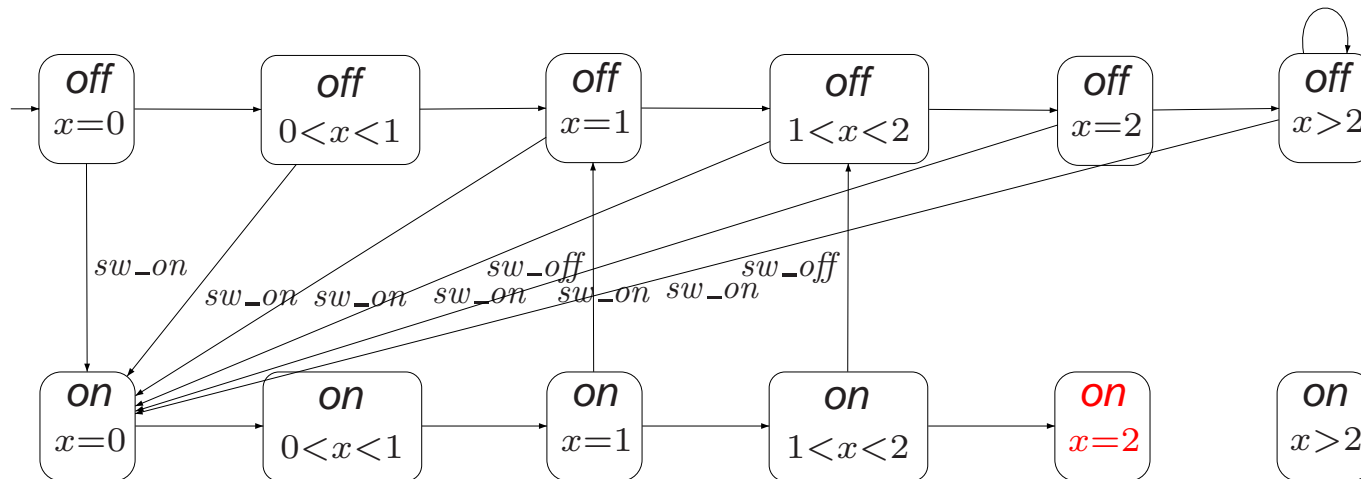 off
x=0
off
0<x<1
off
x=1
off
1<x<2
off
x=2
off
x>2
sw_on
sw_on
sw_on
sw_off
sw_on
sw_on
sw_on
sw_off
on
x=0
on
0<x<1
on
x=1
on
1<x<2
on
x=2
on
x>2